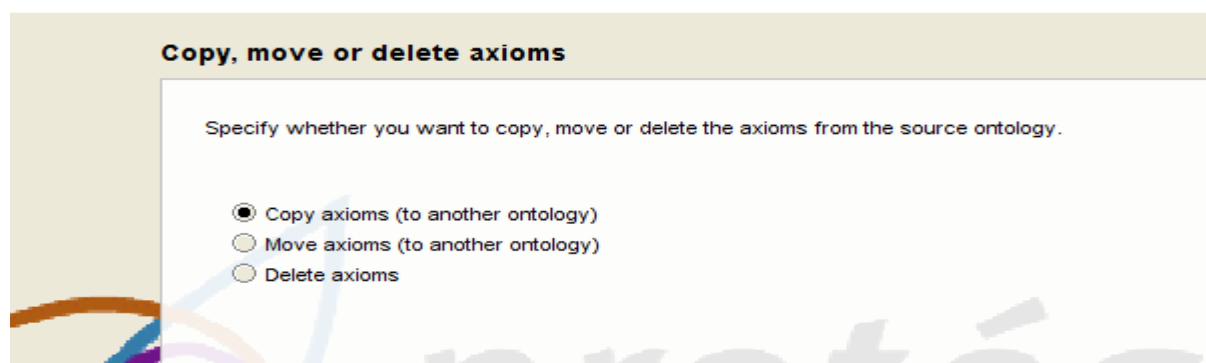 Copy, move or delete axioms
Specify whether you want to copy, move or delete the axioms from the source ontology.
Copy axioms (to another ontology)
Move axioms (to another ontology)
Delete axioms